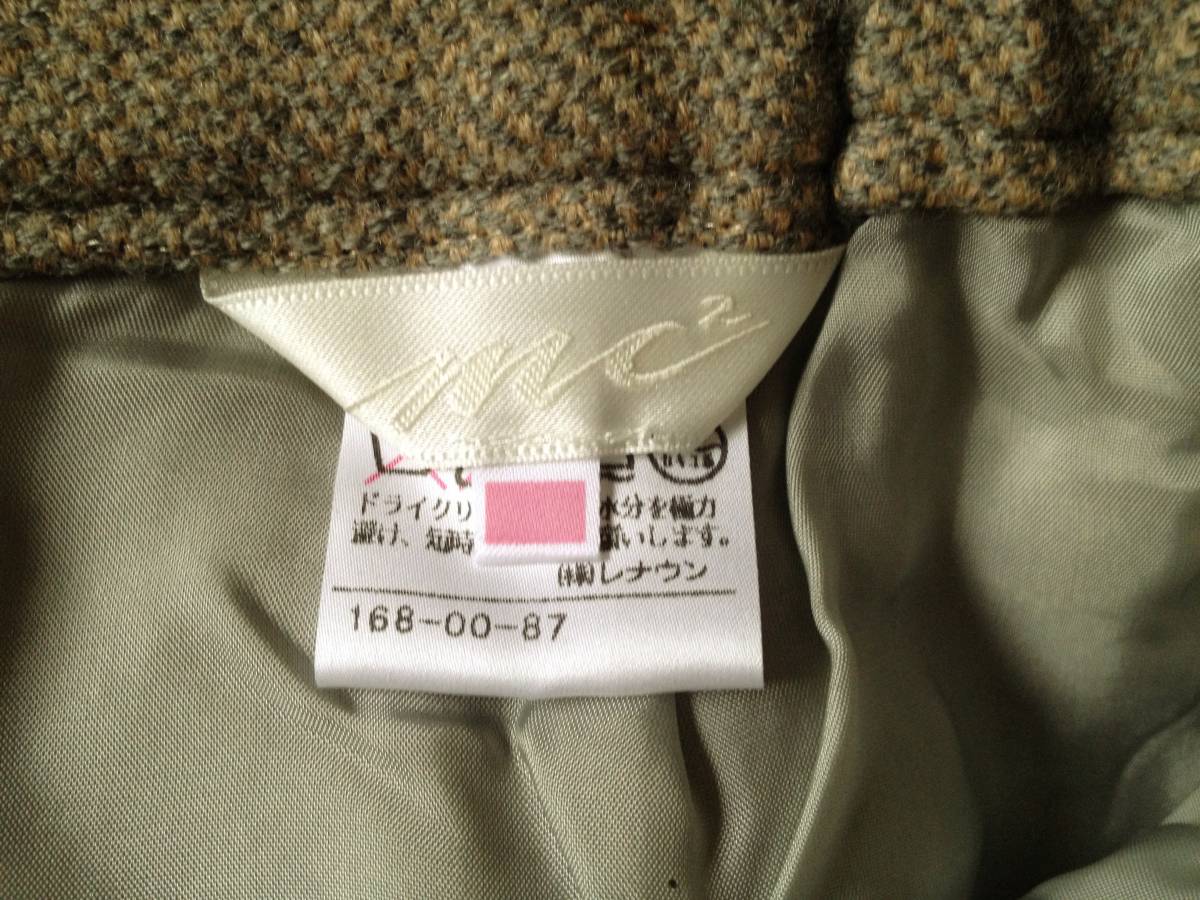 mc²
ドライクリ 水分を極力
避け、短時 願いします。
㈱レナウン
168-00-87